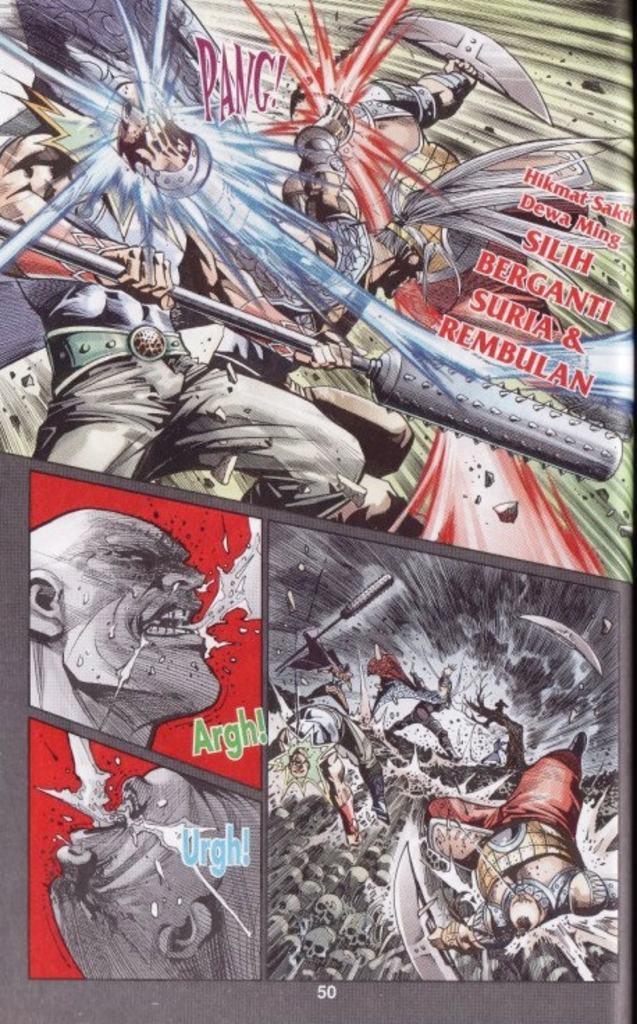 PANG!
Hikmat Sakti
Dewa Ming
SILIH
BERGANTI
SURIA &
REMBULAN
Argh!
Urgh!
50